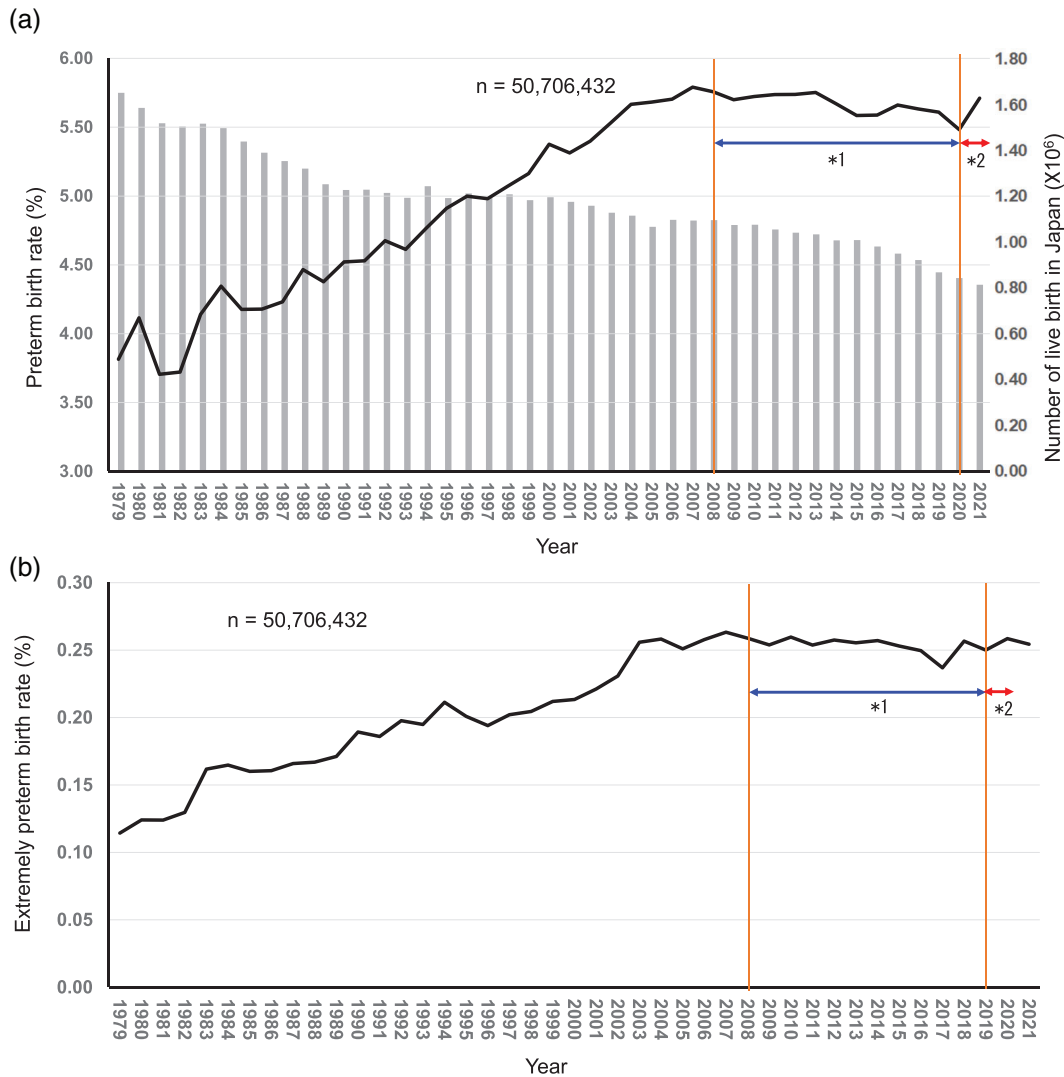 (a)
6.00
5.50
5.00
4.50
4.00
3.50
3.00
Preterm birth rate (%)
n = 50,706,432
*1
*2
1.80
1.60
1.40
1.20
1.00
0.80
0.60
0.40
0.20
0.00
Number of live birth in Japan (X10⁶)
1979 1980 1981 1982 1983 1984 1985 1986 1987 1988 1989 1990 1991 1992 1993 1994 1995 1996 1997 1998 1999 2000 2001 2002 2003 2004 2005 2006 2007 2008 2009 2010 2011 2012 2013 2014 2015 2016 2017 2018 2019 2020 2021
Year
(b)
0.30
0.25
0.20
0.15
0.10
0.05
0.00
Extremely preterm birth rate (%)
n = 50,706,432
*1
*2
1979 1980 1981 1982 1983 1984 1985 1986 1987 1988 1989 1990 1991 1992 1993 1994 1995 1996 1997 1998 1999 2000 2001 2002 2003 2004 2005 2006 2007 2008 2009 2010 2011 2012 2013 2014 2015 2016 2017 2018 2019 2020 2021
Year